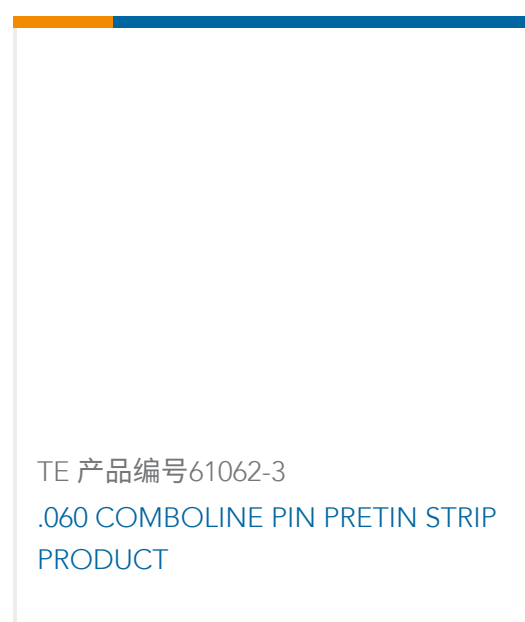 TE 产品编号61062-3
.060 COMBOLINE PIN PRETIN STRIP
PRODUCT